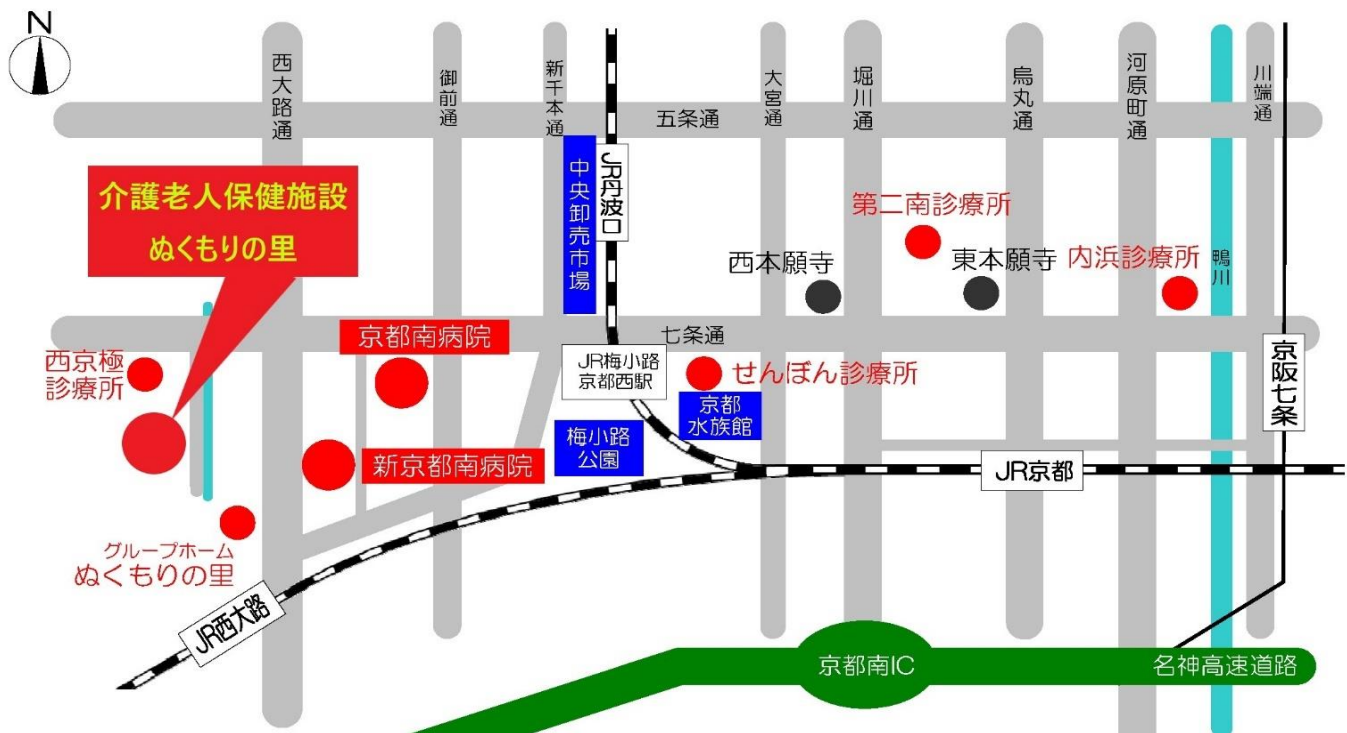 N
西大路通
御前通
新千本通
大宮通
堀川通
烏丸通
河原町通
川端通
五条通
介護老人保健施設
ぬくもりの里
中央卸売市場
JR丹波口
第二南診療所
西本願寺
東本願寺
内浜診療所
鴨川
京都南病院
七条通
西京極
診療所
JR梅小路
京都西駅
せんぼん診療所
京阪七条
京都
水族館
梅小路
公園
新京都南病院
JR京都
グループホーム
ぬくもりの里
JR西大路
京都南IC
名神高速道路